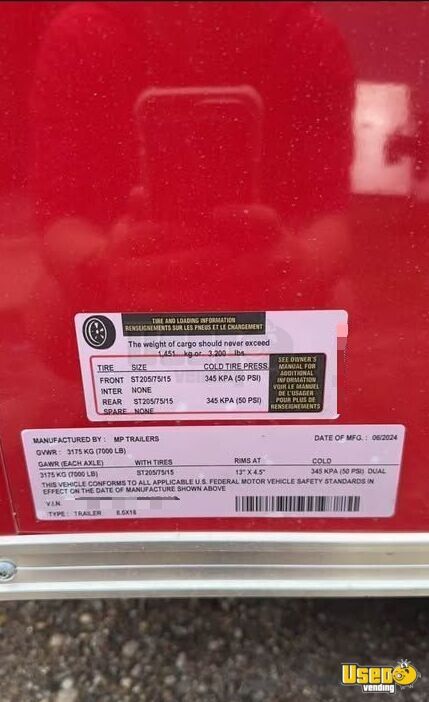 TIRE AND LOADING INFORMATION
RENSEIGNEMENTS SUR LES PNEUS ET LE CHARGEMENT
The weight of cargo should never exceed
1,451 kg or 3,200 lbs
TIRE SIZE COLD TIRE PRESS
FRONT ST205/75/15 345 KPA (50 PSI)
INTER NONE
REAR ST205/75/15 345 KPA (50 PSI)
SPARE NONE
SEE OWNER'S
MANUAL FOR
ADDITIONAL
INFORMATION
VOIR LE MANUEL
DE L'USAGER
POUR PLUS DE
RENSEIGNEMENTS
MANUFACTURED BY : MP TRAILERS DATE OF MFG. : 06/2024
GVWR : 3175 KG (7000 LB)
GAWR (EACH AXLE) WITH TIRES RIMS AT COLD
3175 KG (7000 LB) ST205/75/15 13" X 4.5" 345 KPA (50 PSI) DUAL
THIS VEHICLE CONFORMS TO ALL APPLICABLE U.S. FEDERAL MOTOR VEHICLE SAFETY STANDARDS IN
EFFECT ON THE DATE OF MANUFACTURE SHOWN ABOVE
V.I.N.
TYPE : TRAILER 8.5X16
Used
vending